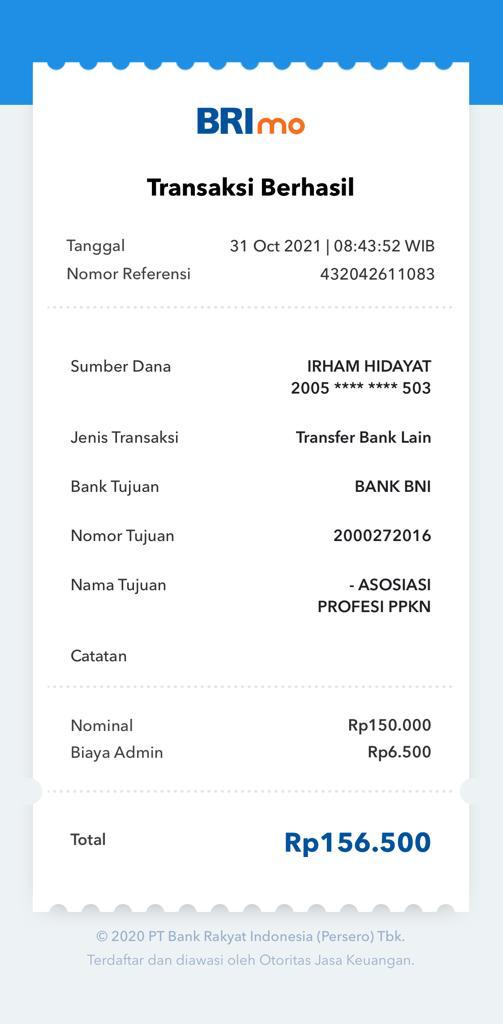 BRImo
Transaksi Berhasil
Tanggal 31 Oct 2021 | 08:43:52 WIB
Nomor Referensi 432042611083
Sumber Dana IRHAM HIDAYAT
2005 **** **** 503
Jenis Transaksi Transfer Bank Lain
Bank Tujuan BANK BNI
Nomor Tujuan 2000272016
Nama Tujuan - ASOSIASI
PROFESI PPKN
Catatan
Nominal Rp150.000
Biaya Admin Rp6.500
Total Rp156.500
© 2020 PT Bank Rakyat Indonesia (Persero) Tbk.
Terdaftar dan diawasi oleh Otoritas Jasa Keuangan.